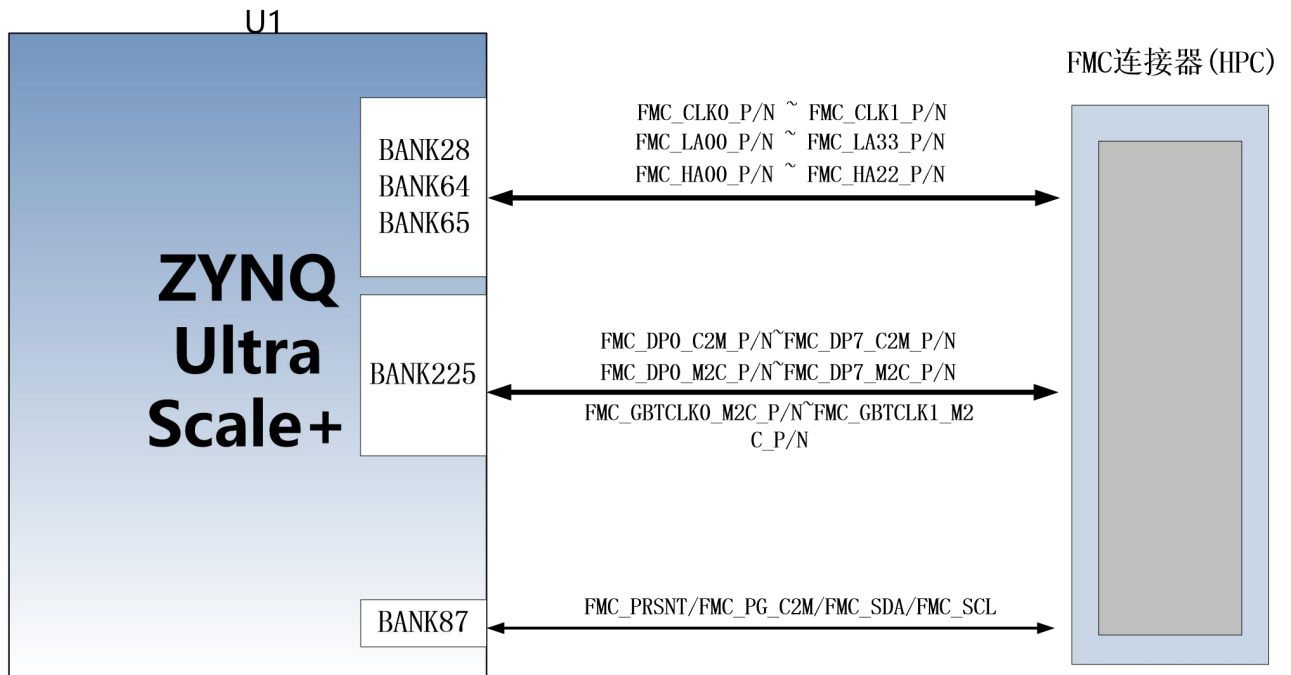 U1
FMC连接器(HPC)
FMC_CLK0_P/N ~ FMC_CLK1_P/N
FMC_LA00_P/N ~ FMC_LA33_P/N
FMC_HA00_P/N ~ FMC_HA22_P/N
BANK28
BANK64
BANK65
ZYNQ
Ultra
Scale+
BANK225
FMC_DP0_C2M_P/N~FMC_DP7_C2M_P/N
FMC_DP0_M2C_P/N~FMC_DP7_M2C_P/N
FMC_GBTCLK0_M2C_P/N~FMC_GBTCLK1_M2
C_P/N
BANK87
FMC_PRSNT/FMC_PG_C2M/FMC_SDA/FMC_SCL